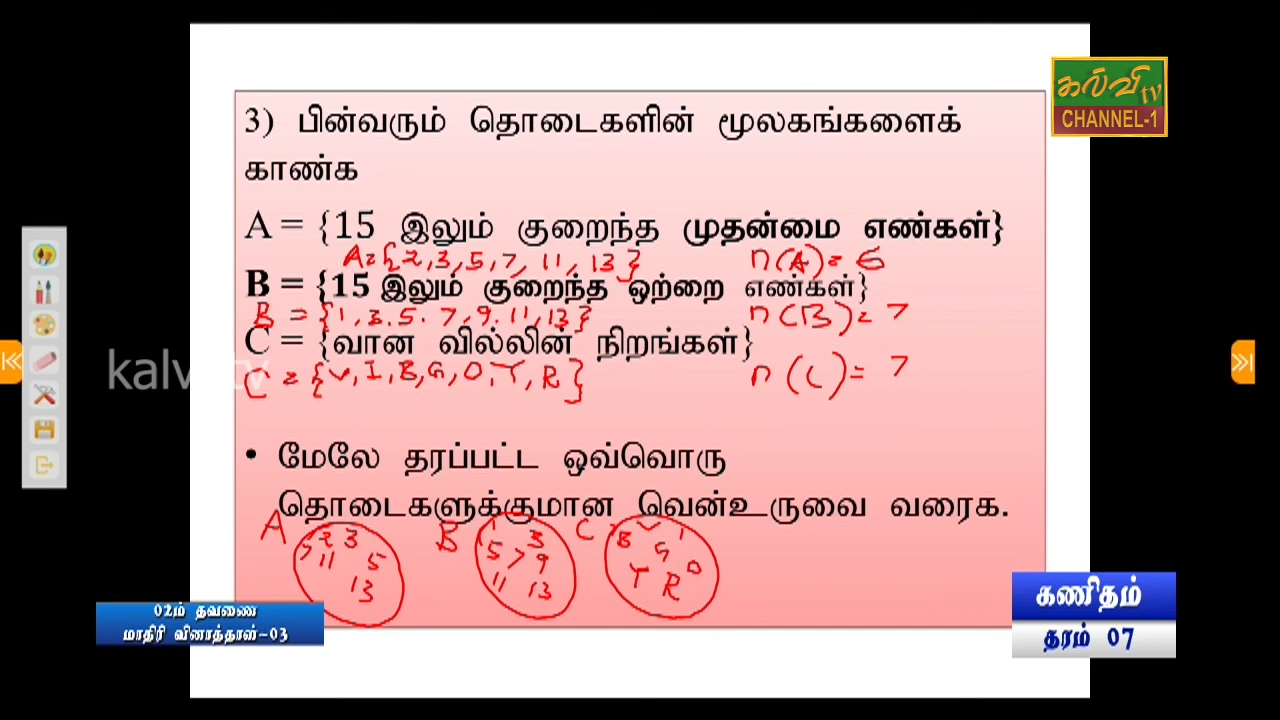 கல்வி tv
CHANNEL-1
3) பின்வரும் தொடைகளின் மூலகங்களைக்
காண்க
A = {15 இலும் குறைந்த முதன்மை எண்கள்}
A={2,3,5,7,11,13} n(A)= 6
B = {15 இலும் குறைந்த ஒற்றை எண்கள்}
B = {1,3.5.7,9.11,13} n(B)= 7
C = {வான வில்லின் நிறங்கள்}
C = {V,I,B,G,O,Y,R} n(C)= 7
kalvi tv
• மேலே தரப்பட்ட ஒவ்வொரு
தொடைகளுக்குமான வென்உருவை வரைக.
A B C
2 3 1 3 V I
7 11 5 5 7 9 B G O
13 11 13 Y R
02ம் தவணை
மாதிரி வினாத்தாள்-03
கணிதம்
தரம் 07